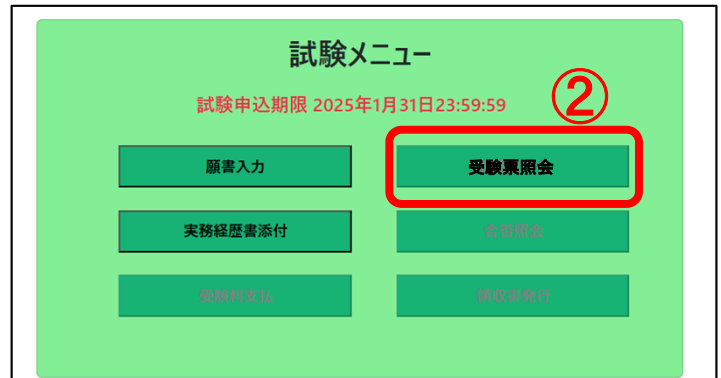 試験メニュー
試験申込期限 2025年1月31日23:59:59
②
願書入力
受験票照会
実務経歴書添付
合否照会
受験料支払
領収書発行